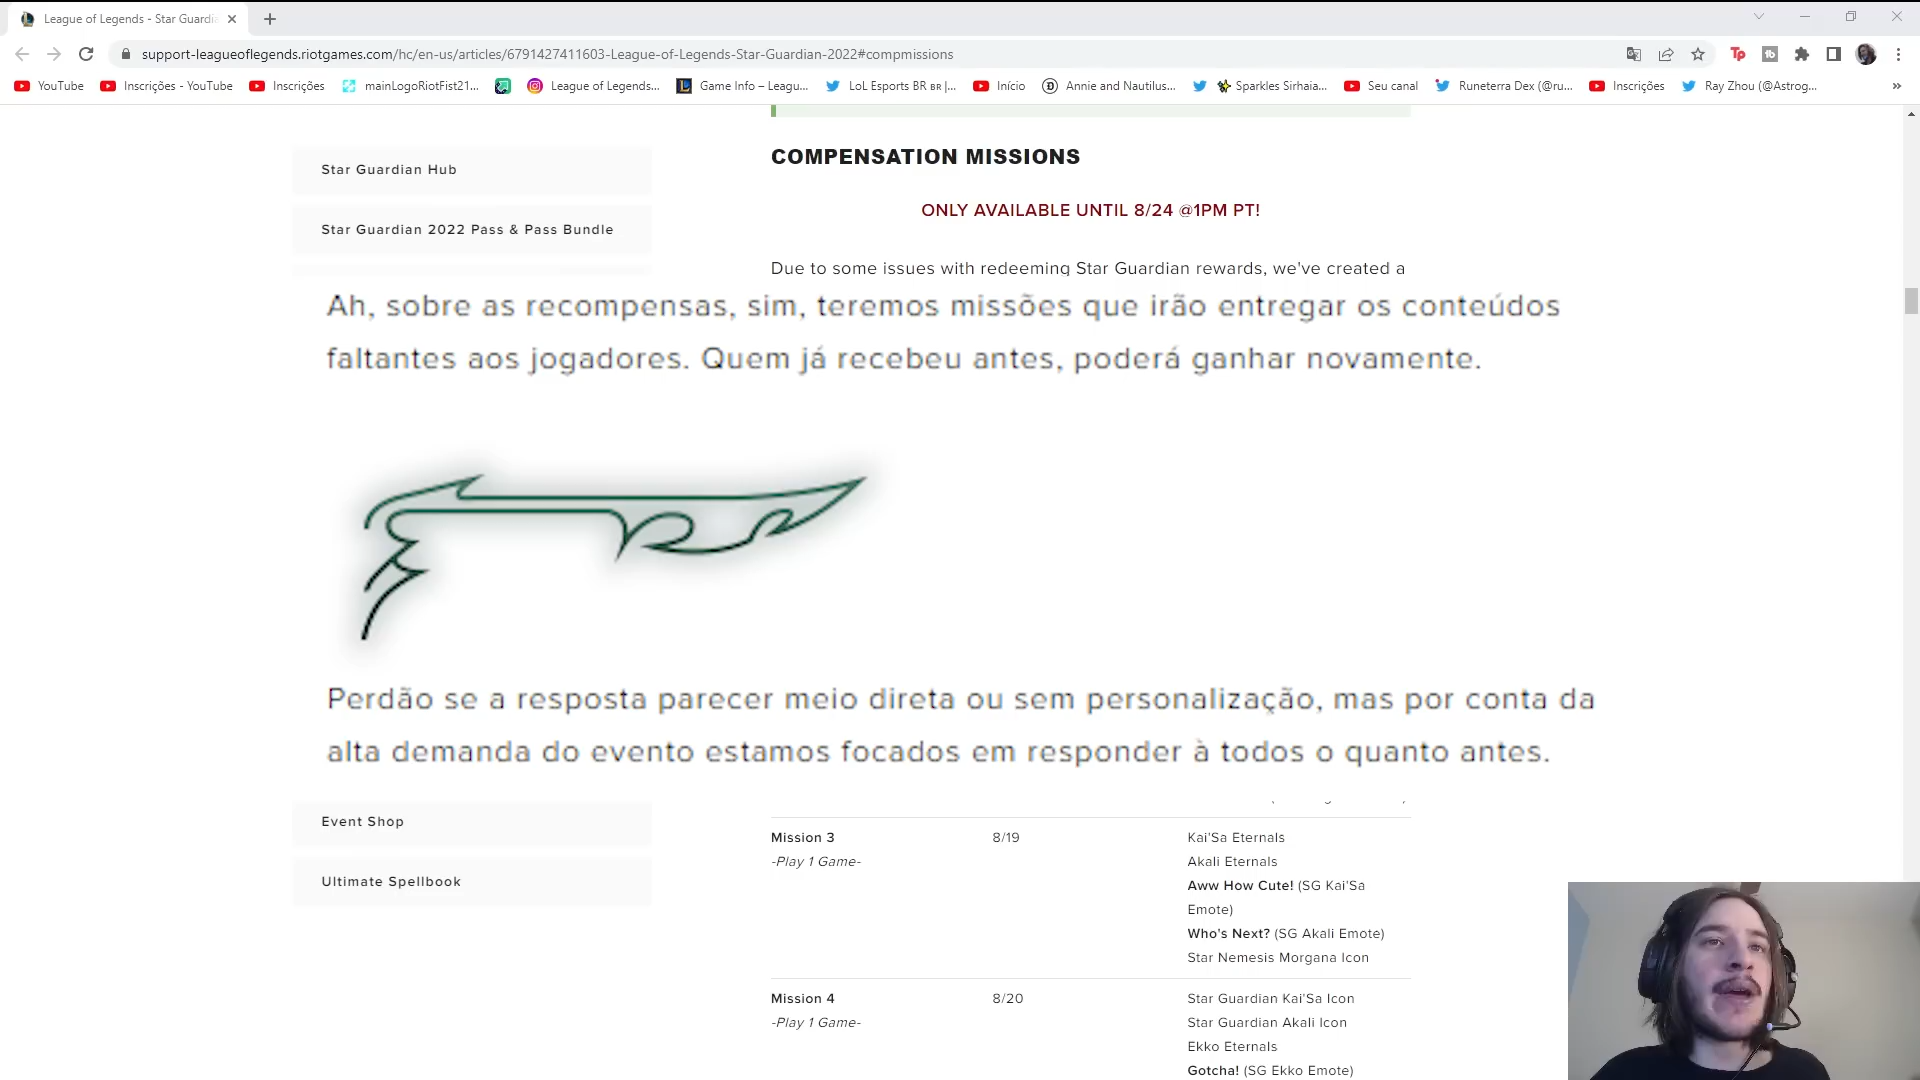 League of Legends - Star Guardia
support-leagueoflegends.riotgames.com/hc/en-us/articles/6791427411603-League-of-Legends-Star-Guardian-2022#compmissions
YouTube
Inscrições - YouTube
Inscrições
mainLogoRiotFist21...
League of Legends...
Game Info – Leagu...
LoL Esports BR ʙʀ |...
Início
Annie and Nautilus...
Sparkles Sirhaia...
Seu canal
Runeterra Dex (@ru...
Inscrições
Ray Zhou (@Astrog...
»
Star Guardian Hub
Star Guardian 2022 Pass & Pass Bundle
COMPENSATION MISSIONS
ONLY AVAILABLE UNTIL 8/24 @1PM PT!
Due to some issues with redeeming Star Guardian rewards, we've created a
Ah, sobre as recompensas, sim, teremos missões que irão entregar os conteúdos
faltantes aos jogadores. Quem já recebeu antes, poderá ganhar novamente.
Perdão se a resposta parecer meio direta ou sem personalização, mas por conta da
alta demanda do evento estamos focados em responder à todos o quanto antes.
Event Shop
Ultimate Spellbook
Mission 3 8/19 Kai'Sa Eternals
-Play 1 Game- Akali Eternals
Aww How Cute! (SG Kai'Sa
Emote)
Who's Next? (SG Akali Emote)
Star Nemesis Morgana Icon
Mission 4 8/20 Star Guardian Kai'Sa Icon
-Play 1 Game- Star Guardian Akali Icon
Ekko Eternals
Gotcha! (SG Ekko Emote)